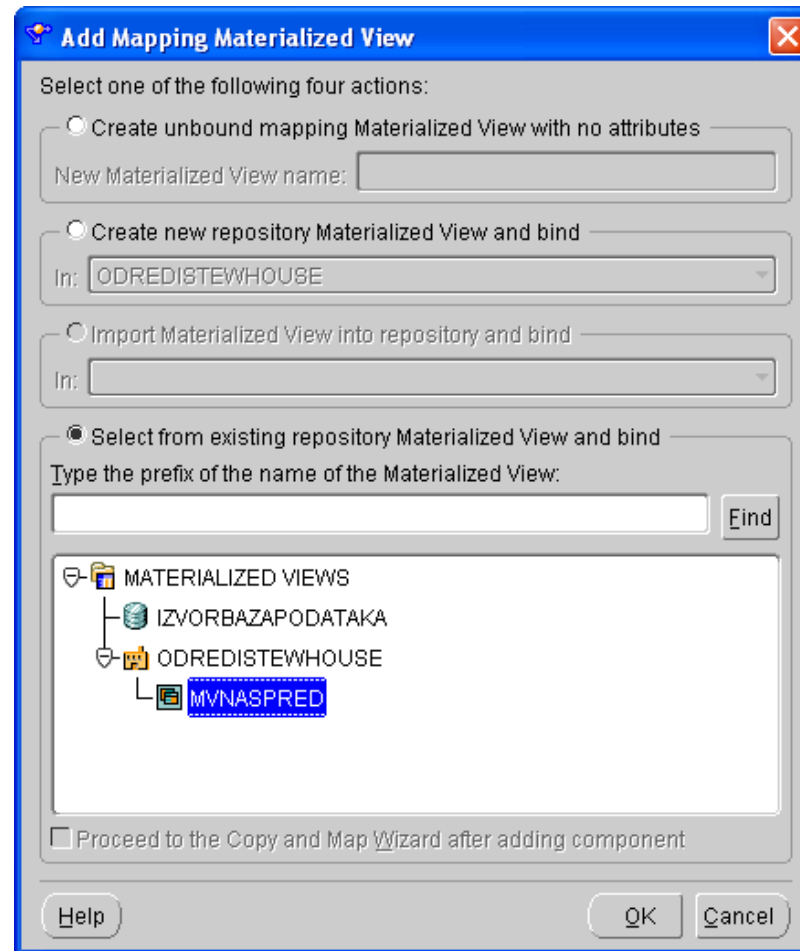 Add Mapping Materialized View
Select one of the following four actions:
Create unbound mapping Materialized View with no attributes
New Materialized View name:
Create new repository Materialized View and bind
In: ODREDISTEWHOUSE
Import Materialized View into repository and bind
In:
Select from existing repository Materialized View and bind
Type the prefix of the name of the Materialized View:
Find
MATERIALIZED VIEWS
IZVORBAZAPODATAKA
ODREDISTEWHOUSE
MVNASPRED
Proceed to the Copy and Map Wizard after adding component
Help OK Cancel